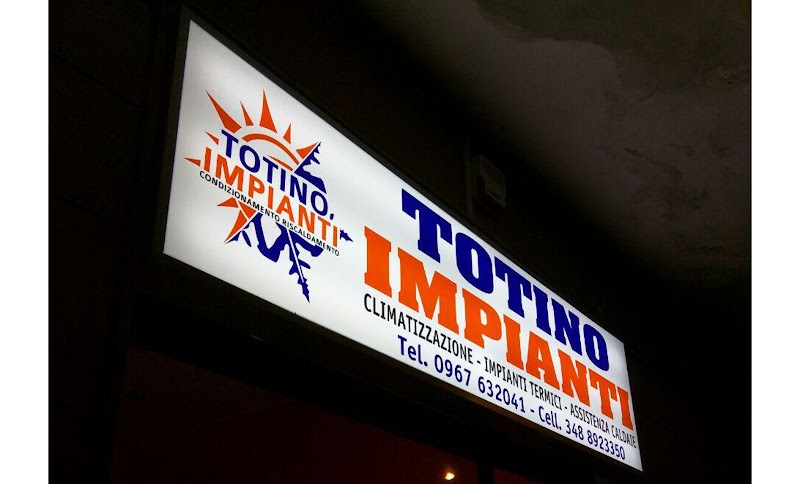 TOTINO
IMPIANTI
CONDIZIONAMENTO RISCALDAMENTO
TOTINO
IMPIANTI
CLIMATIZZAZIONE - IMPIANTI TERMICI - ASSISTENZA CALDAIE
Tel. 0967 632041 - Cell. 348 8923350